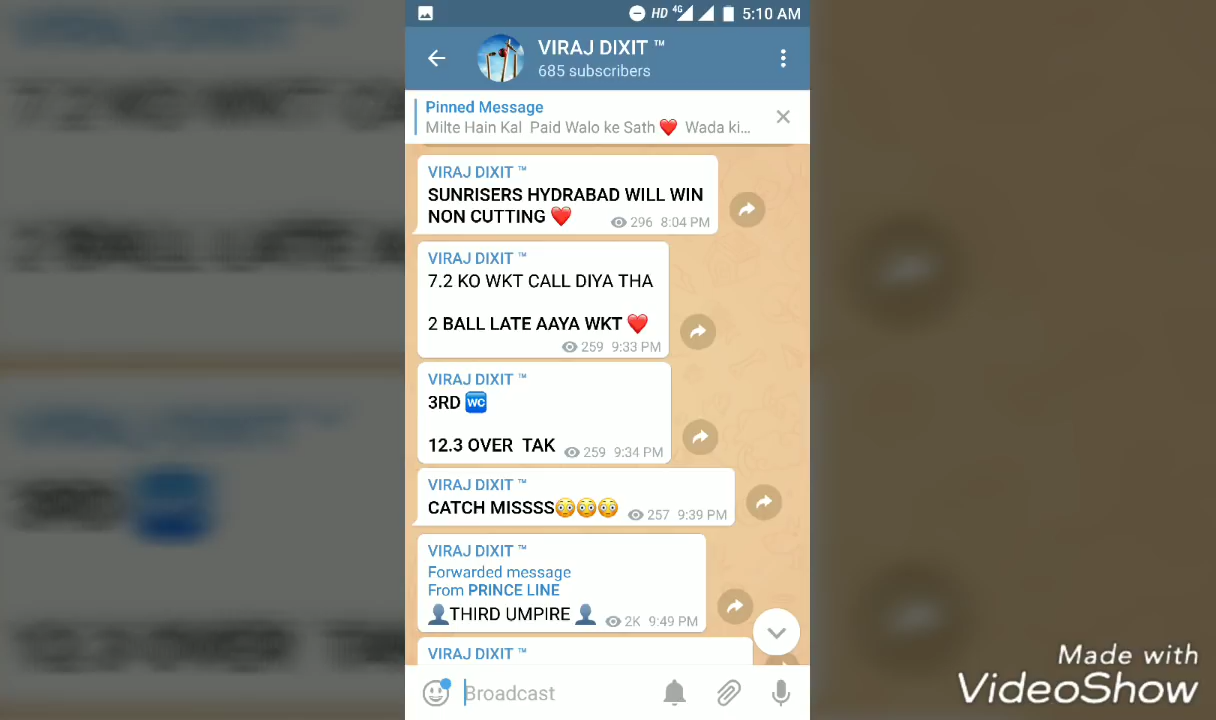 HD 4G 5:10 AM
VIRAJ DIXIT ™
685 subscribers
Pinned Message
Milte Hain Kal Paid Walo ke Sath ❤️ Wada ki...
VIRAJ DIXIT ™
SUNRISERS HYDRABAD WILL WIN
NON CUTTING ❤️ 296 8:04 PM
VIRAJ DIXIT ™
7.2 KO WKT CALL DIYA THA
2 BALL LATE AAYA WKT ❤️
259 9:33 PM
VIRAJ DIXIT ™
3RD 🚾
12.3 OVER TAK 259 9:34 PM
VIRAJ DIXIT ™
CATCH MISSSS😳😳😳 257 9:39 PM
VIRAJ DIXIT ™
Forwarded message
From PRINCE LINE
👤THIRD UMPIRE 👤 2K 9:49 PM
VIRAJ DIXIT ™
Broadcast
Made with
VideoShow